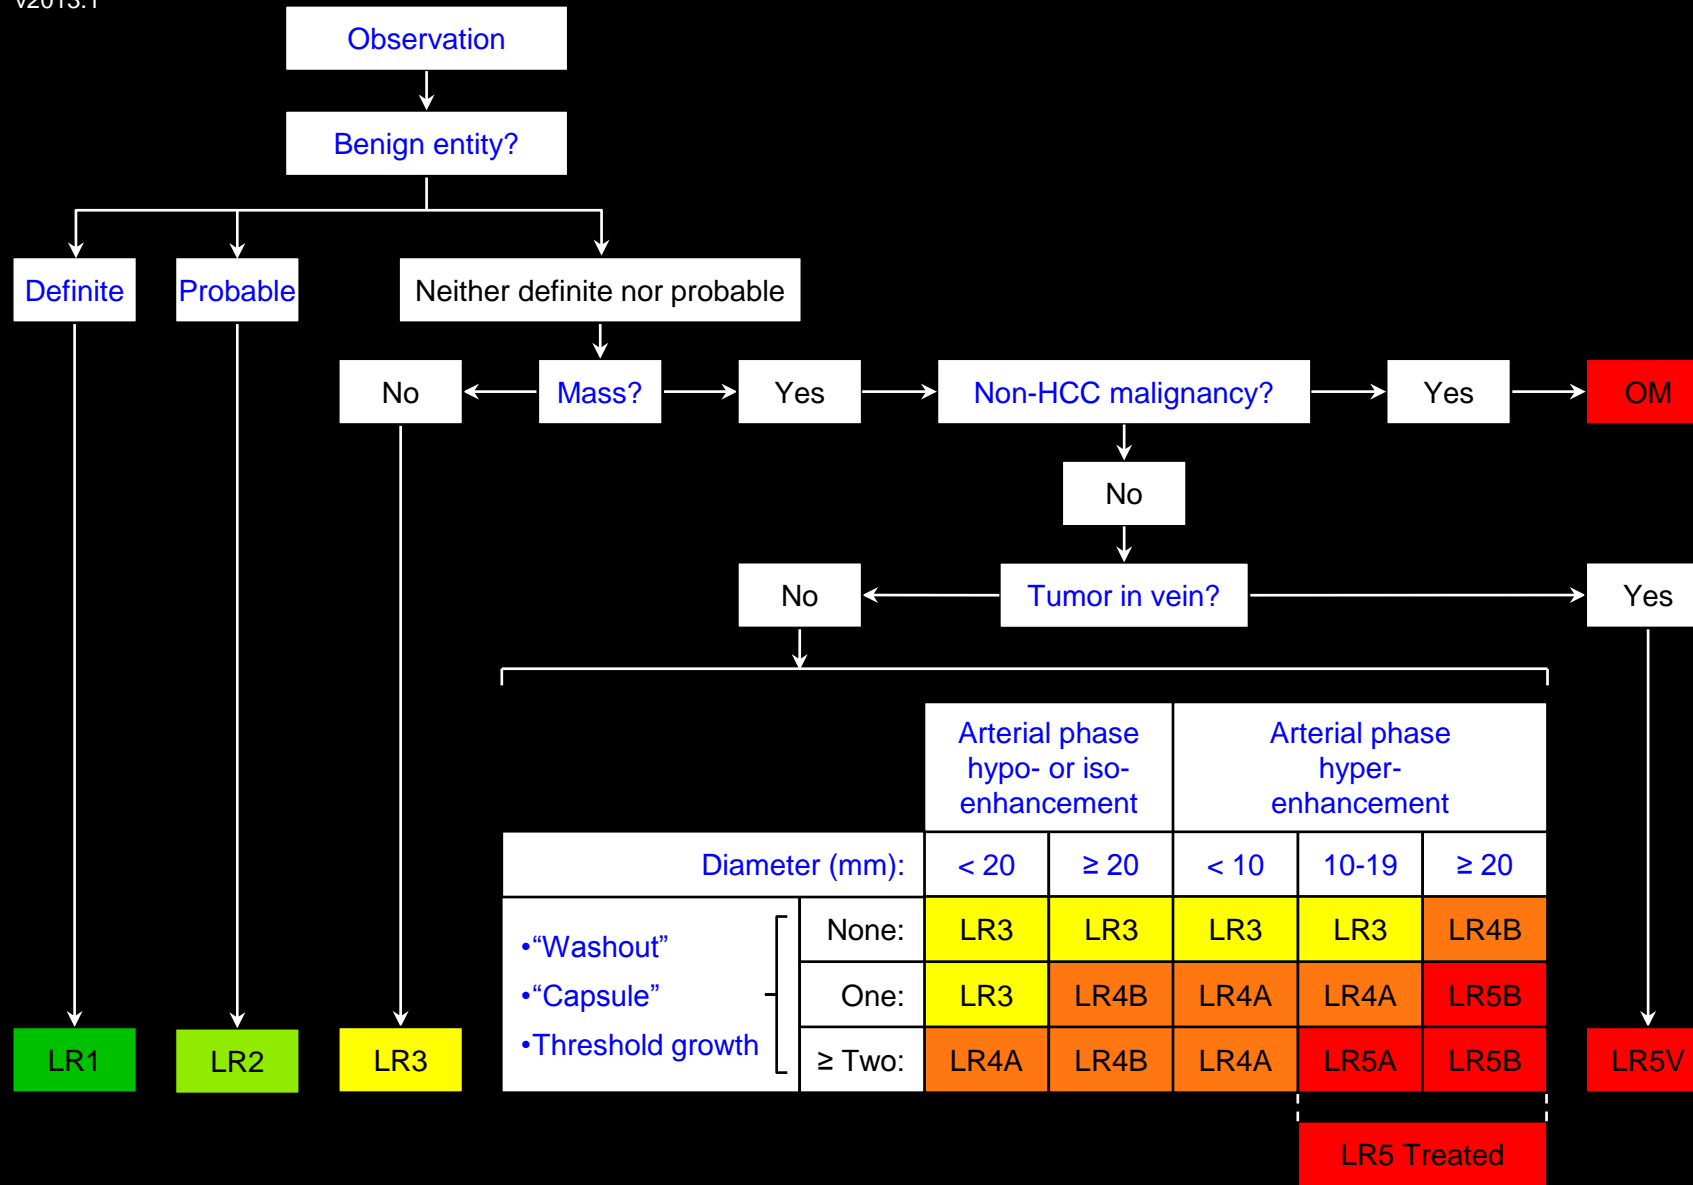 v2013.1
Observation
Benign entity?
Definite
Probable
Neither definite nor probable
No
Mass?
Yes
Non-HCC malignancy?
Yes
OM
No
No
Tumor in vein?
Yes
Arterial phase
hypo- or iso-
enhancement
Arterial phase
hyper-
enhancement
Diameter (mm):
< 20
≥ 20
< 10
10-19
≥ 20
•“Washout”
•“Capsule”
•Threshold growth
None:
LR3
LR3
LR3
LR3
LR4B
One:
LR3
LR4B
LR4A
LR4A
LR5B
≥ Two:
LR4A
LR4B
LR4A
LR5A
LR5B
LR1
LR2
LR3
LR5V
LR5 Treated